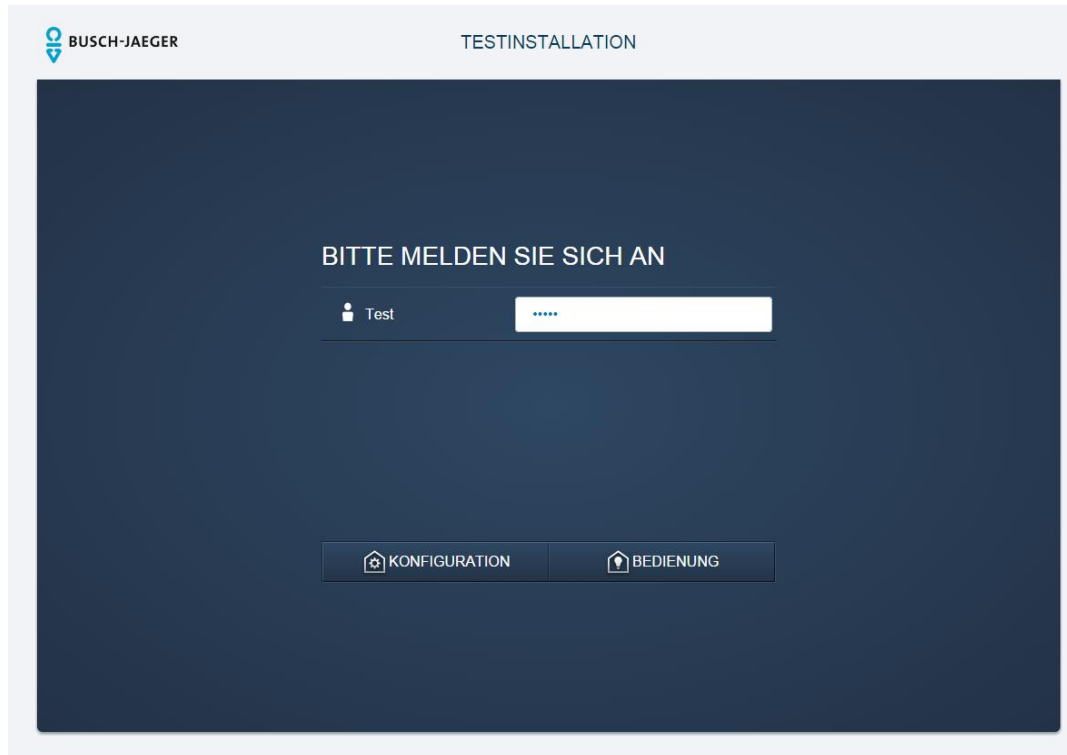 BUSCH-JAEGER
TESTINSTALLATION
BITTE MELDEN SIE SICH AN
Test
•••••
KONFIGURATION
BEDIENUNG